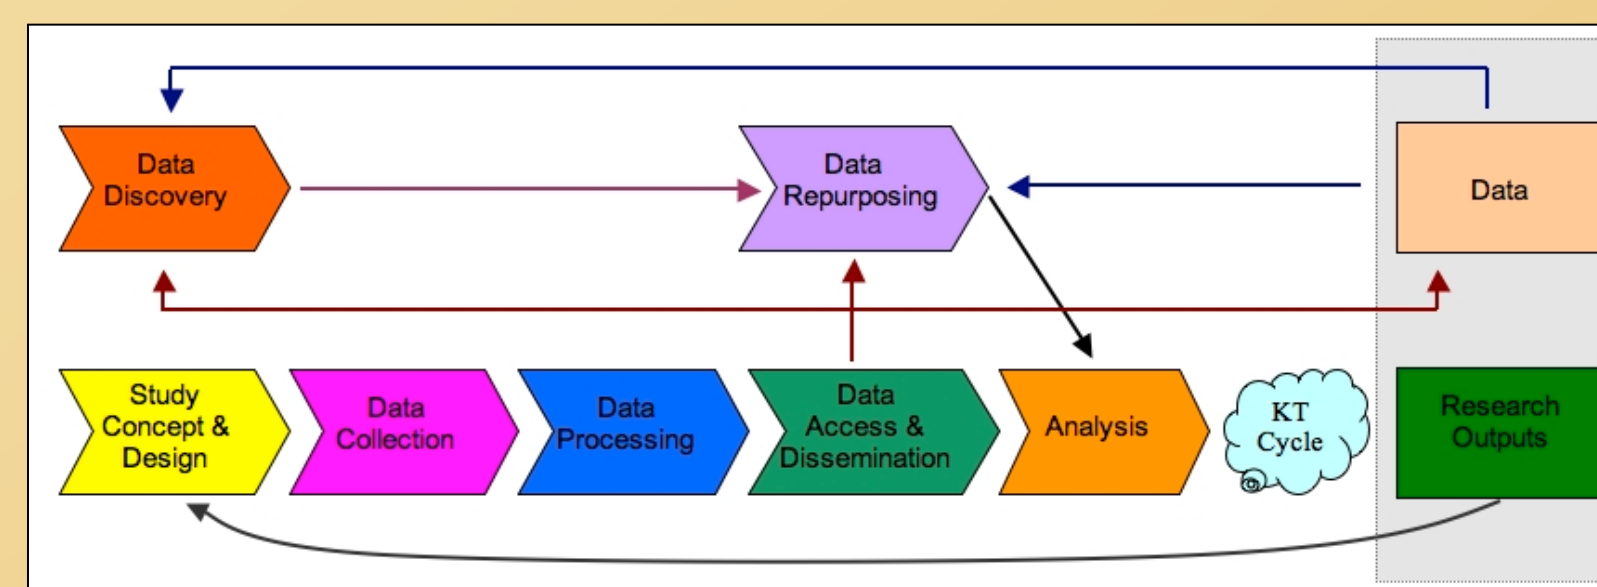 Data
Discovery
Data
Repurposing
Data
Study
Concept &
Design
Data
Collection
Data
Processing
Data
Access &
Dissemination
Analysis
KT
Cycle
Research
Outputs